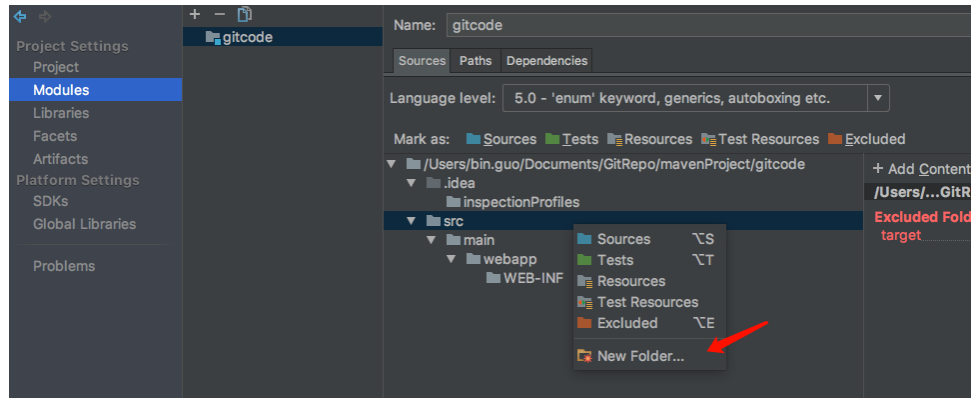 Project Settings
Project
Modules
Libraries
Facets
Artifacts
Platform Settings
SDKs
Global Libraries
Problems
gitcode
Name: gitcode
Sources Paths Dependencies
Language level: 5.0 - 'enum' keyword, generics, autoboxing etc.
Mark as: Sources Tests Resources Test Resources Excluded
/Users/bin.guo/Documents/GitRepo/mavenProject/gitcode
.idea
inspectionProfiles
src
main
webapp
WEB-INF
Sources ⌥S
Tests ⌥T
Resources
Test Resources
Excluded ⌥E
New Folder...
+ Add Content
/Users/...GitR
Excluded Fold
target